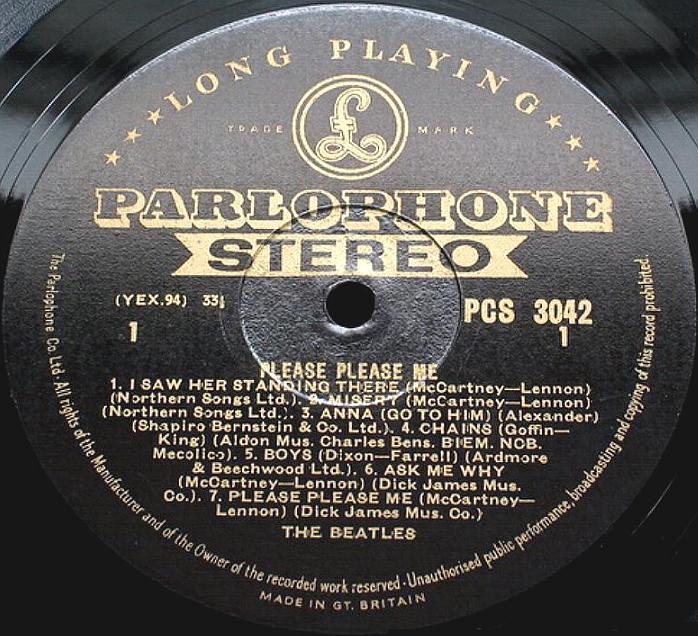 ★★★ LONG PLAYING ★★★
TRADE £ MARK
PARLOPHONE
STEREO
(YEX.94) 33⅓
PCS 3042
1
1
PLEASE PLEASE ME
1. I SAW HER STANDING THERE (McCartney—Lennon)
(Northern Songs Ltd.). 2. MISERY (McCartney—Lennon)
(Northern Songs Ltd.). 3. ANNA (GO TO HIM) (Alexander)
(Shapiro Bernstein & Co. Ltd.). 4. CHAINS (Goffin—
King) (Aldon Mus. Charles Bens. BIEM. NCB.
Mecolico). 5. BOYS (Dixon—Farrell) (Ardmore
& Beechwood Ltd.). 6. ASK ME WHY
(McCartney—Lennon) (Dick James Mus.
Co.). 7. PLEASE PLEASE ME (McCartney—
Lennon) (Dick James Mus. Co.)
THE BEATLES
The Parlophone Co. Ltd · All rights of the Manufacturer and of the Owner of the recorded work reserved · Unauthorised public performance, broadcasting and copying of this record prohibited
MADE IN GT. BRITAIN